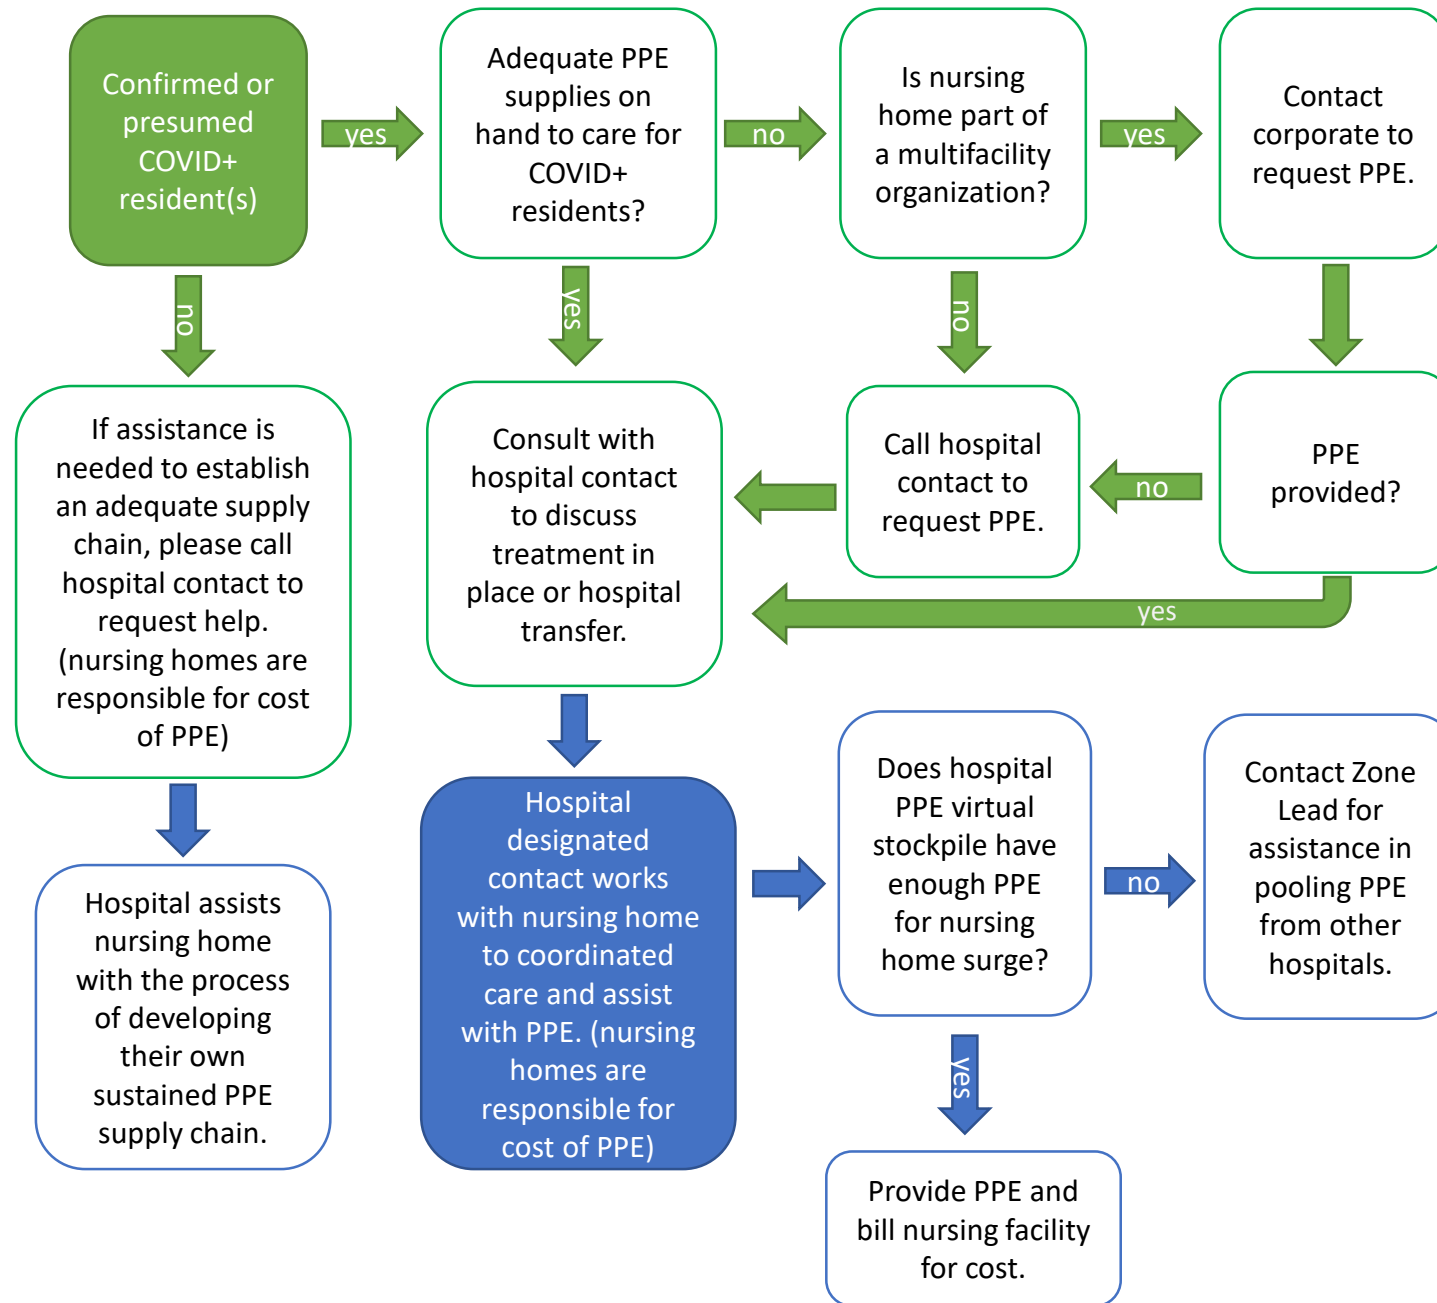 Confirmed or
presumed
COVID+
resident(s)
yes
Adequate PPE
supplies on
hand to care for
COVID+
residents?
no
Is nursing
home part of
a multifacility
organization?
yes
Contact
corporate to
request PPE.
no
yes
no
If assistance is
needed to establish
an adequate supply
chain, please call
hospital contact to
request help.
(nursing homes are
responsible for cost
of PPE)
Consult with
hospital contact
to discuss
treatment in
place or hospital
transfer.
Call hospital
contact to
request PPE.
no
PPE
provided?
yes
Hospital assists
nursing home
with the process
of developing
their own
sustained PPE
supply chain.
Hospital
designated
contact works
with nursing home
to coordinated
care and assist
with PPE. (nursing
homes are
responsible for
cost of PPE)
Does hospital
PPE virtual
stockpile have
enough PPE
for nursing
home surge?
no
Contact Zone
Lead for
assistance in
pooling PPE
from other
hospitals.
yes
Provide PPE and
bill nursing facility
for cost.